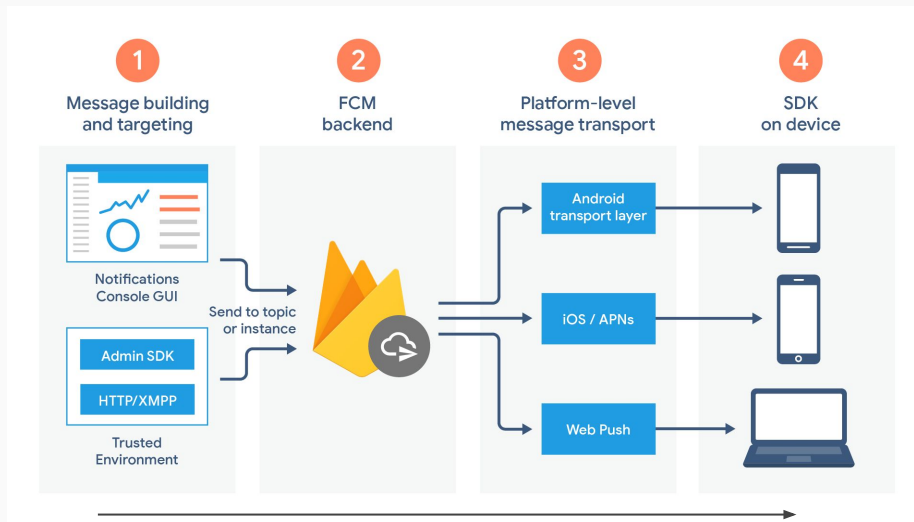 1
Message building
and targeting
2
FCM
backend
3
Platform-level
message transport
4
SDK
on device
Notifications
Console GUI
Send to topic
or instance
Admin SDK
HTTP/XMPP
Trusted
Environment
Android
transport layer
iOS / APNs
Web Push